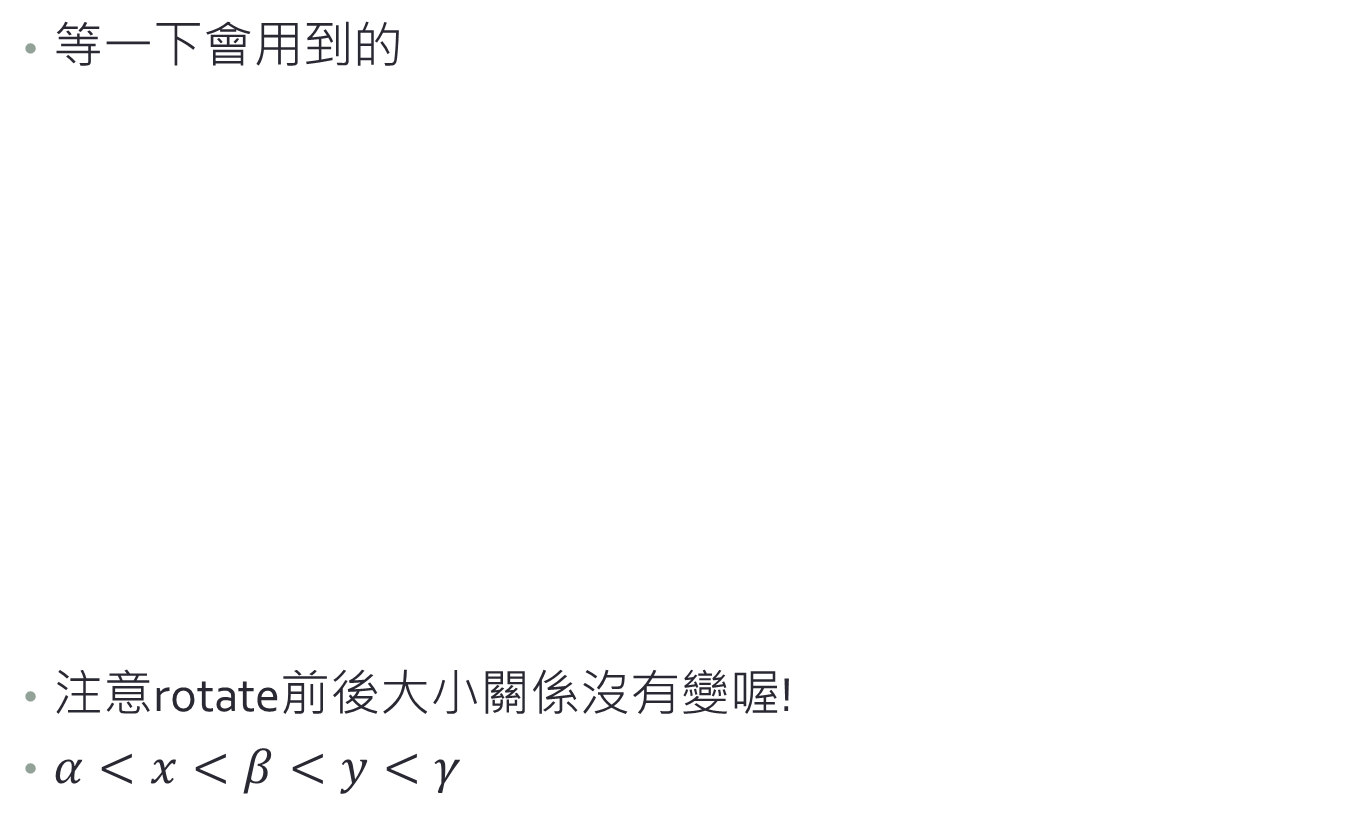 • 等一下會用到的
• 注意rotate前後大小關係沒有變喔!
• α < x < β < y < γ